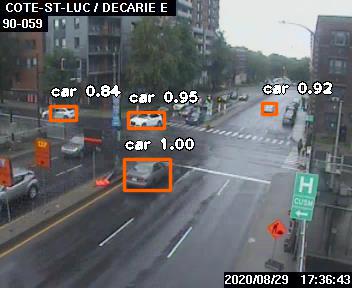 COTE-ST-LUC / DECARIE E
90-059
car 0.84
car 0.95
car 0.92
car 1.00
H
CUSM
2020/08/29 17:36:43